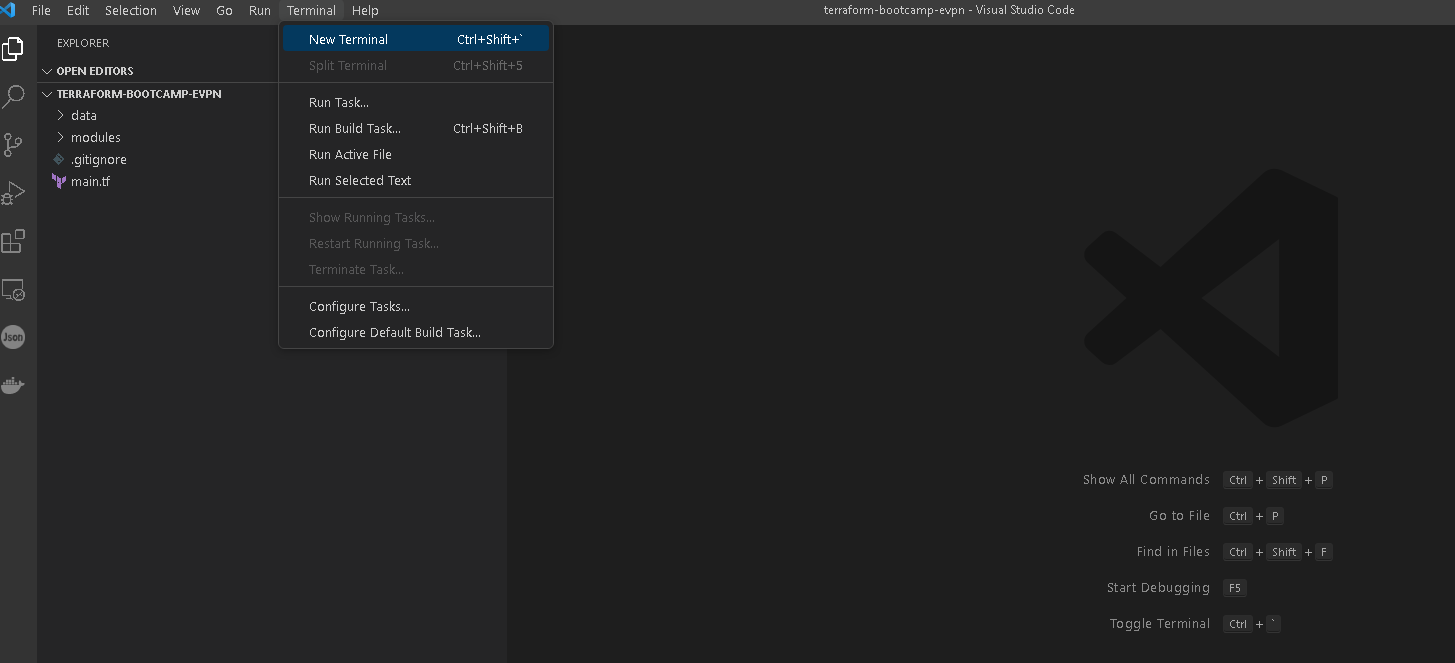 File Edit Selection View Go Run Terminal Help
terraform-bootcamp-evpn - Visual Studio Code
EXPLORER
OPEN EDITORS
TERRAFORM-BOOTCAMP-EVPN
data
modules
.gitignore
main.tf
New Terminal Ctrl+Shift+`
Split Terminal Ctrl+Shift+5
Run Task...
Run Build Task... Ctrl+Shift+B
Run Active File
Run Selected Text
Show Running Tasks...
Restart Running Task...
Terminate Task...
Configure Tasks...
Configure Default Build Task...
Json
Show All Commands Ctrl + Shift + P
Go to File Ctrl + P
Find in Files Ctrl + Shift + F
Start Debugging F5
Toggle Terminal Ctrl + `